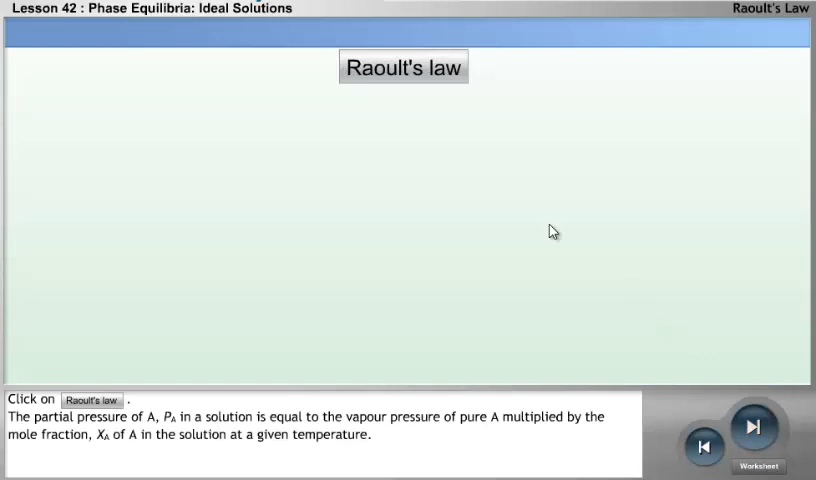 Lesson 42 : Phase Equilibria: Ideal Solutions
Raoult's Law
Raoult's law
Click on Raoult's law .
The partial pressure of A, PA in a solution is equal to the vapour pressure of pure A multiplied by the
mole fraction, XA of A in the solution at a given temperature.
Worksheet